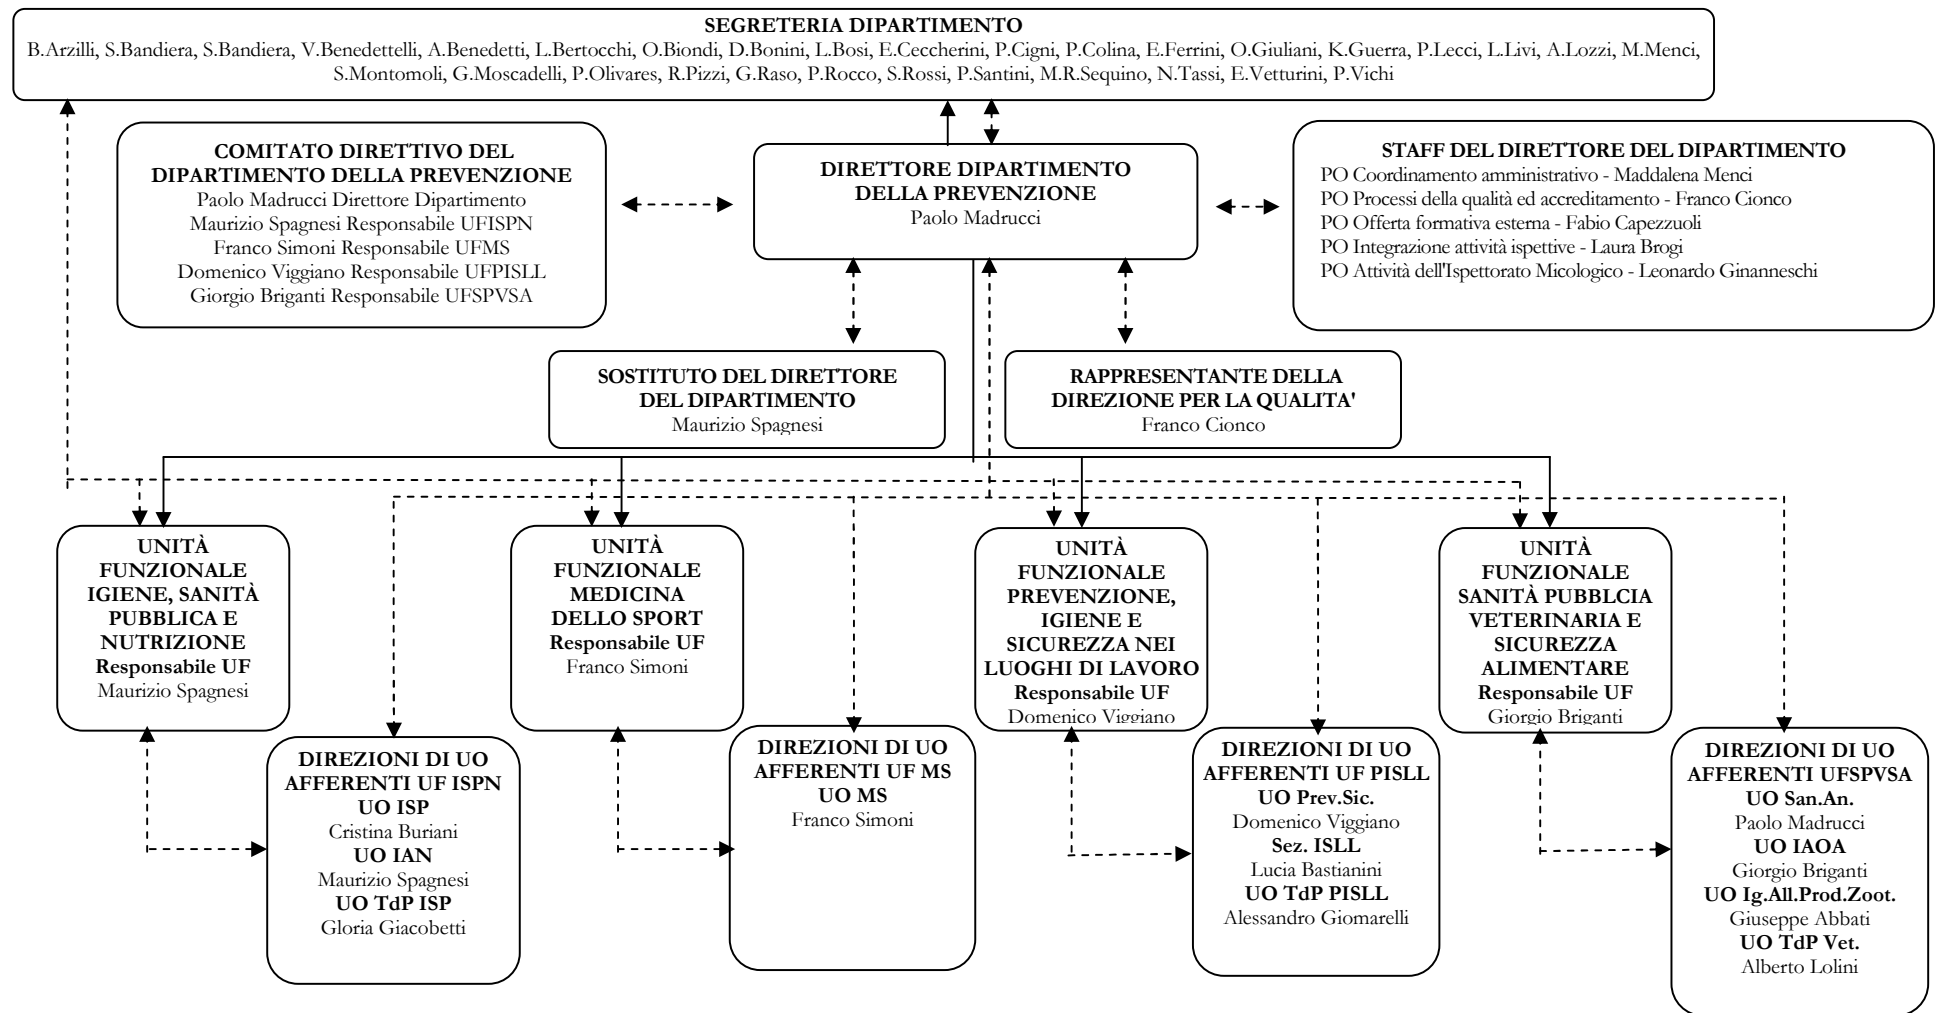 SEGRETERIA DIPARTIMENTO
B.Arzilli, S.Bandiera, S.Bandiera, V.Benedettelli, A.Benedetti, L.Bertocchi, O.Biondi, D.Bonini, L.Bosi, E.Ceccherini, P.Cigni, P.Colina, E.Ferrini, O.Giuliani, K.Guerra, P.Lecci, L.Livi, A.Lozzi, M.Menci,
S.Montomoli, G.Moscadelli, P.Olivares, R.Pizzi, G.Raso, P.Rocco, S.Rossi, P.Santini, M.R.Sequino, N.Tassi, E.Vetturini, P.Vichi
COMITATO DIRETTIVO DEL
DIPARTIMENTO DELLA PREVENZIONE
Paolo Madrucci Direttore Dipartimento
Maurizio Spagnesi Responsabile UFISPN
Franco Simoni Responsabile UFMS
Domenico Viggiano Responsabile UFPISLL
Giorgio Briganti Responsabile UFSPVSA
DIRETTORE DIPARTIMENTO
DELLA PREVENZIONE
Paolo Madrucci
STAFF DEL DIRETTORE DEL DIPARTIMENTO
PO Coordinamento amministrativo - Maddalena Menci
PO Processi della qualità ed accreditamento - Franco Cionco
PO Offerta formativa esterna - Fabio Capezzuoli
PO Integrazione attività ispettive - Laura Brogi
PO Attività dell'Ispettorato Micologico - Leonardo Ginanneschi
SOSTITUTO DEL DIRETTORE
DEL DIPARTIMENTO
Maurizio Spagnesi
RAPPRESENTANTE DELLA
DIREZIONE PER LA QUALITA'
Franco Cionco
UNITÀ
FUNZIONALE
IGIENE, SANITÀ
PUBBLICA E
NUTRIZIONE
Responsabile UF
Maurizio Spagnesi
UNITÀ
FUNZIONALE
MEDICINA
DELLO SPORT
Responsabile UF
Franco Simoni
UNITÀ
FUNZIONALE
PREVENZIONE,
IGIENE E
SICUREZZA NEI
LUOGHI DI LAVORO
Responsabile UF
Domenico Viggiano
UNITÀ
FUNZIONALE
SANITÀ PUBBLCIA
VETERINARIA E
SICUREZZA
ALIMENTARE
Responsabile UF
Giorgio Briganti
DIREZIONI DI UO
AFFERENTI UF ISPN
UO ISP
Cristina Buriani
UO IAN
Maurizio Spagnesi
UO TdP ISP
Gloria Giacobetti
DIREZIONI DI UO
AFFERENTI UF MS
UO MS
Franco Simoni
DIREZIONI DI UO
AFFERENTI UF PISLL
UO Prev.Sic.
Domenico Viggiano
Sez. ISLL
Lucia Bastianini
UO TdP PISLL
Alessandro Giomarelli
DIREZIONI DI UO
AFFERENTI UFSPVSA
UO San.An.
Paolo Madrucci
UO IAOA
Giorgio Briganti
UO Ig.All.Prod.Zoot.
Giuseppe Abbati
UO TdP Vet.
Alberto Lolini